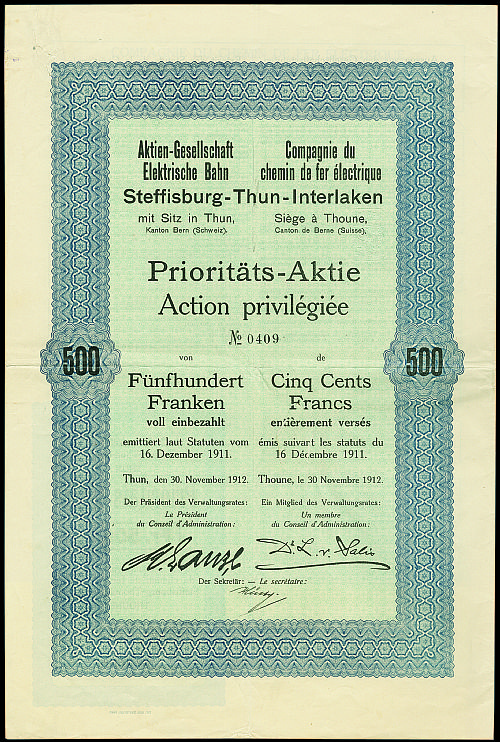 Aktien-Gesellschaft
Elektrische Bahn
Compagnie du
chemin de fer électrique
Steffisburg-Thun-Interlaken
mit Sitz in Thun,
Kanton Bern (Schweiz).
Siège à Thoune,
Canton de Berne (Suisse),
Prioritäts-Aktie
Action privilégiée
№ 0409
500
500
von
Fünfhundert
Franken
voll einbezahlt
emittiert laut Statuten vom
16. Dezember 1911.
Thun, den 30. November 1912.
Der Präsident des Verwaltungsrates:
Le Président
du Conseil d'Administration:
de
Cinq Cents
Francs
entièrement versés
émis suivart les statuts du
16 Décembre 1911.
Thoune, le 30 Novembre 1912.
Ein Mitglied des Verwaltungsrates:
Un membre
du Conseil d'Administration:
Dr L. v. Salis
Der Sekretär: — Le secrétaire: